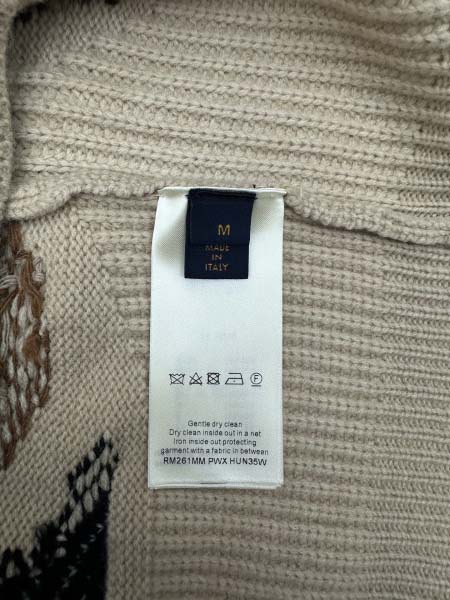 M
MADE
IN
ITALY
F
Gentle dry clean
Dry clean inside out in a net
Iron inside out protecting
garment with a fabric in between
RM261MM PWX HUN35W